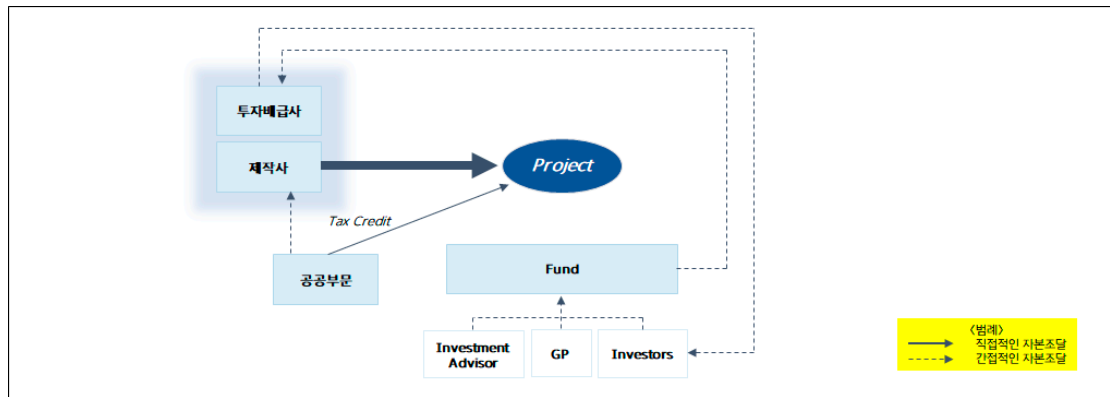 투자배급사
제작사
Project
Tax Credit
공공부문
Fund
Investment
Advisor
GP
Investors
<범례>
직접적인 자본조달
간접적인 자본조달